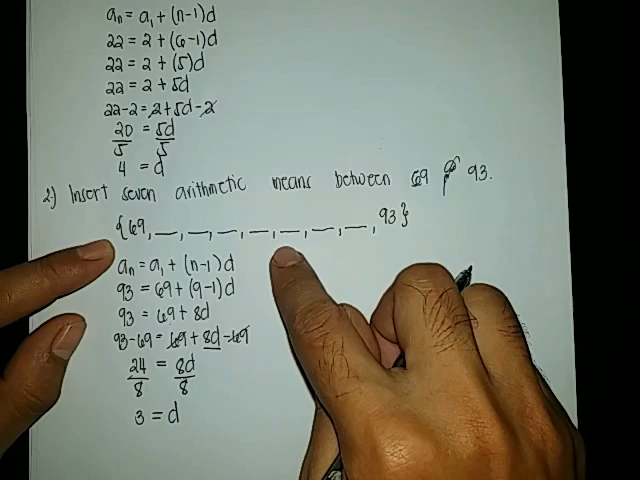 an = a1 + (n-1)d
22 = 2 + (6-1)d
22 = 2 + (5)d
22 = 2 + 5d
22-2 = 2+5d-2
20/5 = 5d/5
4 = d
2.) Insert seven arithmetic means between 69 93.
{69, __, __, __, __, __, __, __, 93}
an = a1 + (n-1)d
93 = 69 + (9-1)d
93 = 69 + 8d
93-69 = 69 + 8d - 69
24/8 = 8d/8
3 = d